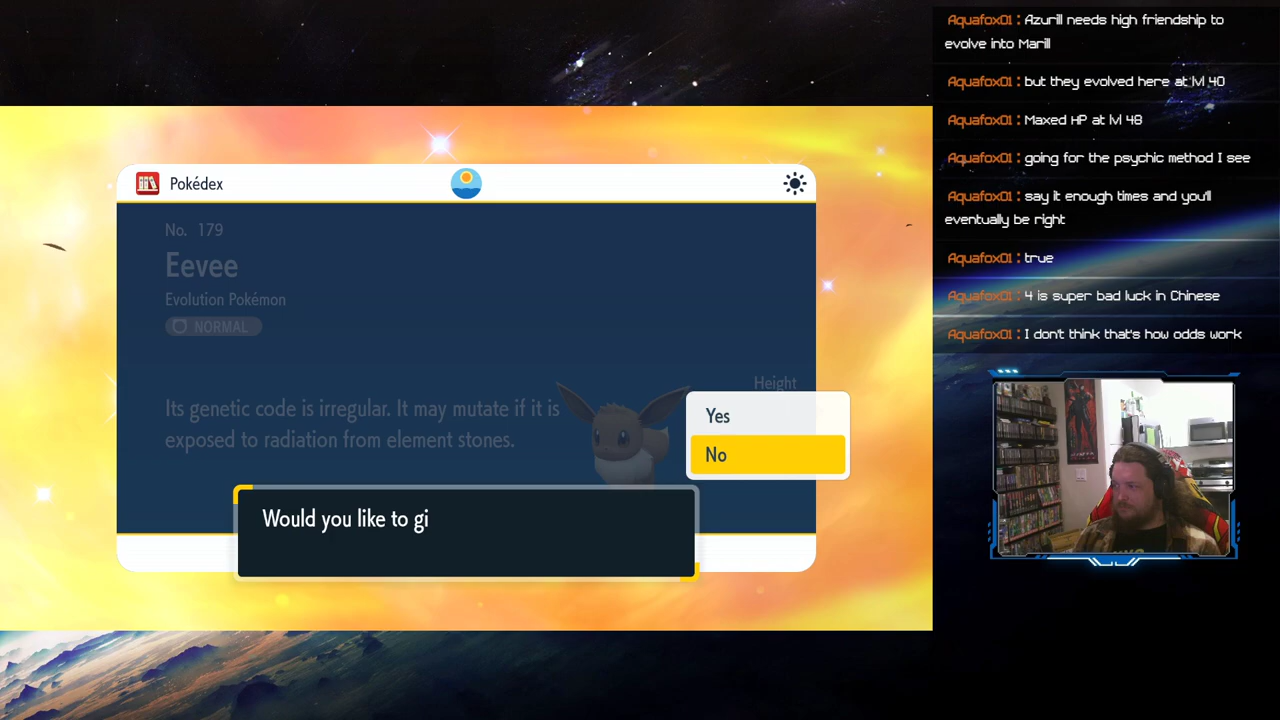 Pokédex
No. 179
Eevee
Evolution Pokémon
NORMAL
Height
Its genetic code is irregular. It may mutate if it is
exposed to radiation from element stones.
Yes
No
Would you like to gi
Aquafox01 : Azurill needs high friendship to
evolve into Marill
Aquafox01 : but they evolved here at lvl 40
Aquafox01 : Maxed HP at lvl 48
Aquafox01 : going for the psychic method I see
Aquafox01 : say it enough times and you'll
eventually be right
Aquafox01 : true
Aquafox01 : 4 is super bad luck in Chinese
Aquafox01 : I don't think that's how odds work